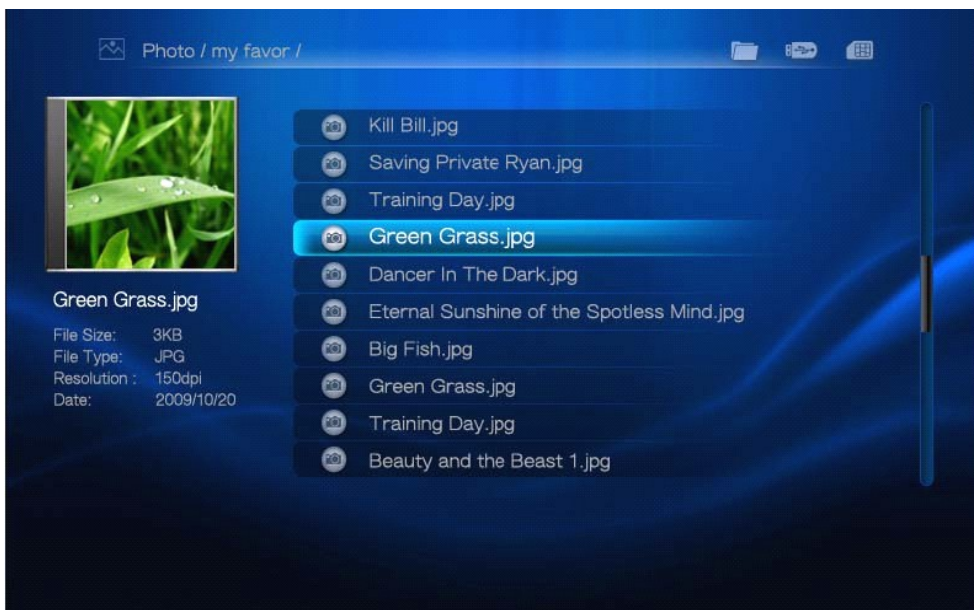 Photo / my favor /
Kill Bill.jpg
Saving Private Ryan.jpg
Training Day.jpg
Green Grass.jpg
Dancer In The Dark.jpg
Eternal Sunshine of the Spotless Mind.jpg
Big Fish.jpg
Green Grass.jpg
Training Day.jpg
Beauty and the Beast 1.jpg
Green Grass.jpg
File Size: 3KB
File Type: JPG
Resolution : 150dpi
Date: 2009/10/20